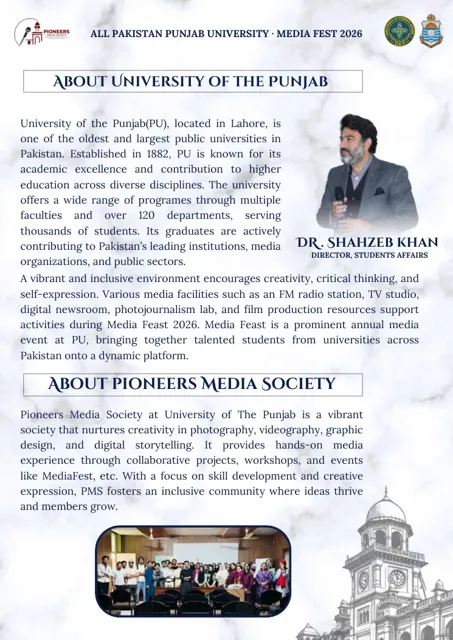 PIONEERS
MEDIA SOCIETY
ALL PAKISTAN PUNJAB UNIVERSITY · MEDIA FEST 2026
ABOUT UNIVERSITY OF THE PUNJAB
University of the Punjab(PU), located in Lahore, is
one of the oldest and largest public universities in
Pakistan. Established in 1882, PU is known for its
academic excellence and contribution to higher
education across diverse disciplines. The university
offers a wide range of programes through multiple
faculties and over 120 departments, serving
thousands of students. Its graduates are actively
contributing to Pakistan's leading institutions, media
organizations, and public sectors.
DR. SHAHZEB KHAN
DIRECTOR, STUDENTS AFFAIRS
A vibrant and inclusive environment encourages creativity, critical thinking, and
self-expression. Various media facilities such as an FM radio station, TV studio,
digital newsroom, photojournalism lab, and film production resources support
activities during Media Feast 2026. Media Feast is a prominent annual media
event at PU, bringing together talented students from universities across
Pakistan onto a dynamic platform.
ABOUT PIONEERS MEDIA SOCIETY
Pioneers Media Society at University of The Punjab is a vibrant
society that nurtures creativity in photography, videography, graphic
design, and digital storytelling. It provides hands-on media
experience through collaborative projects, workshops, and events
like MediaFest, etc. With a focus on skill development and creative
expression, PMS fosters an inclusive community where ideas thrive
and members grow.